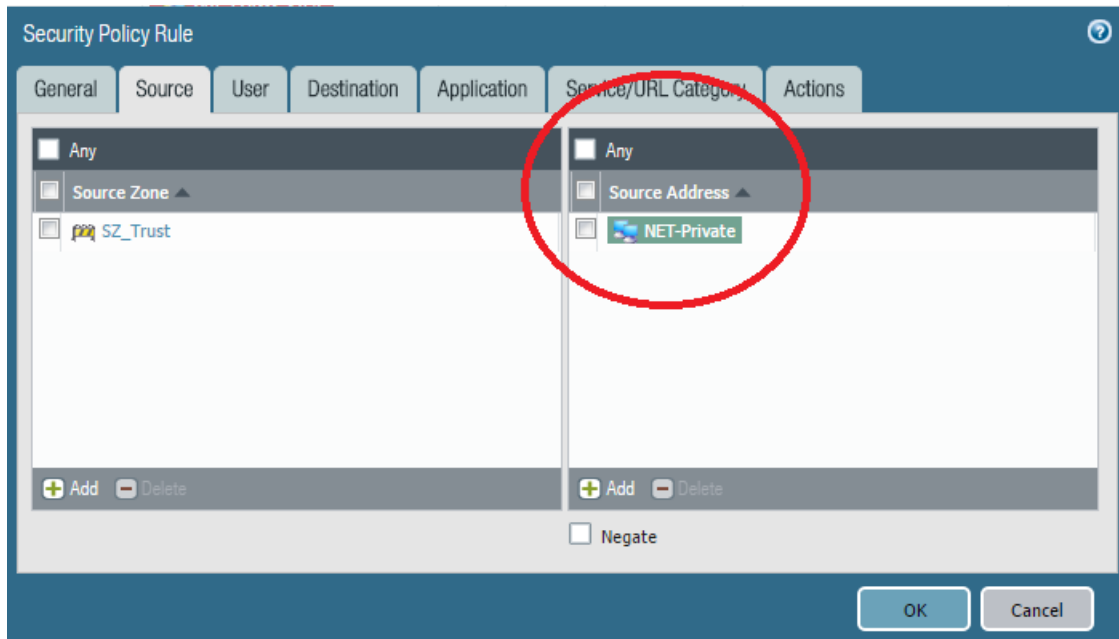 Security Policy Rule
General Source User Destination Application Service/URL Category Actions
Any Any
Source Zone Source Address
SZ_Trust NET-Private
Add Delete Add Delete
Negate
OK Cancel